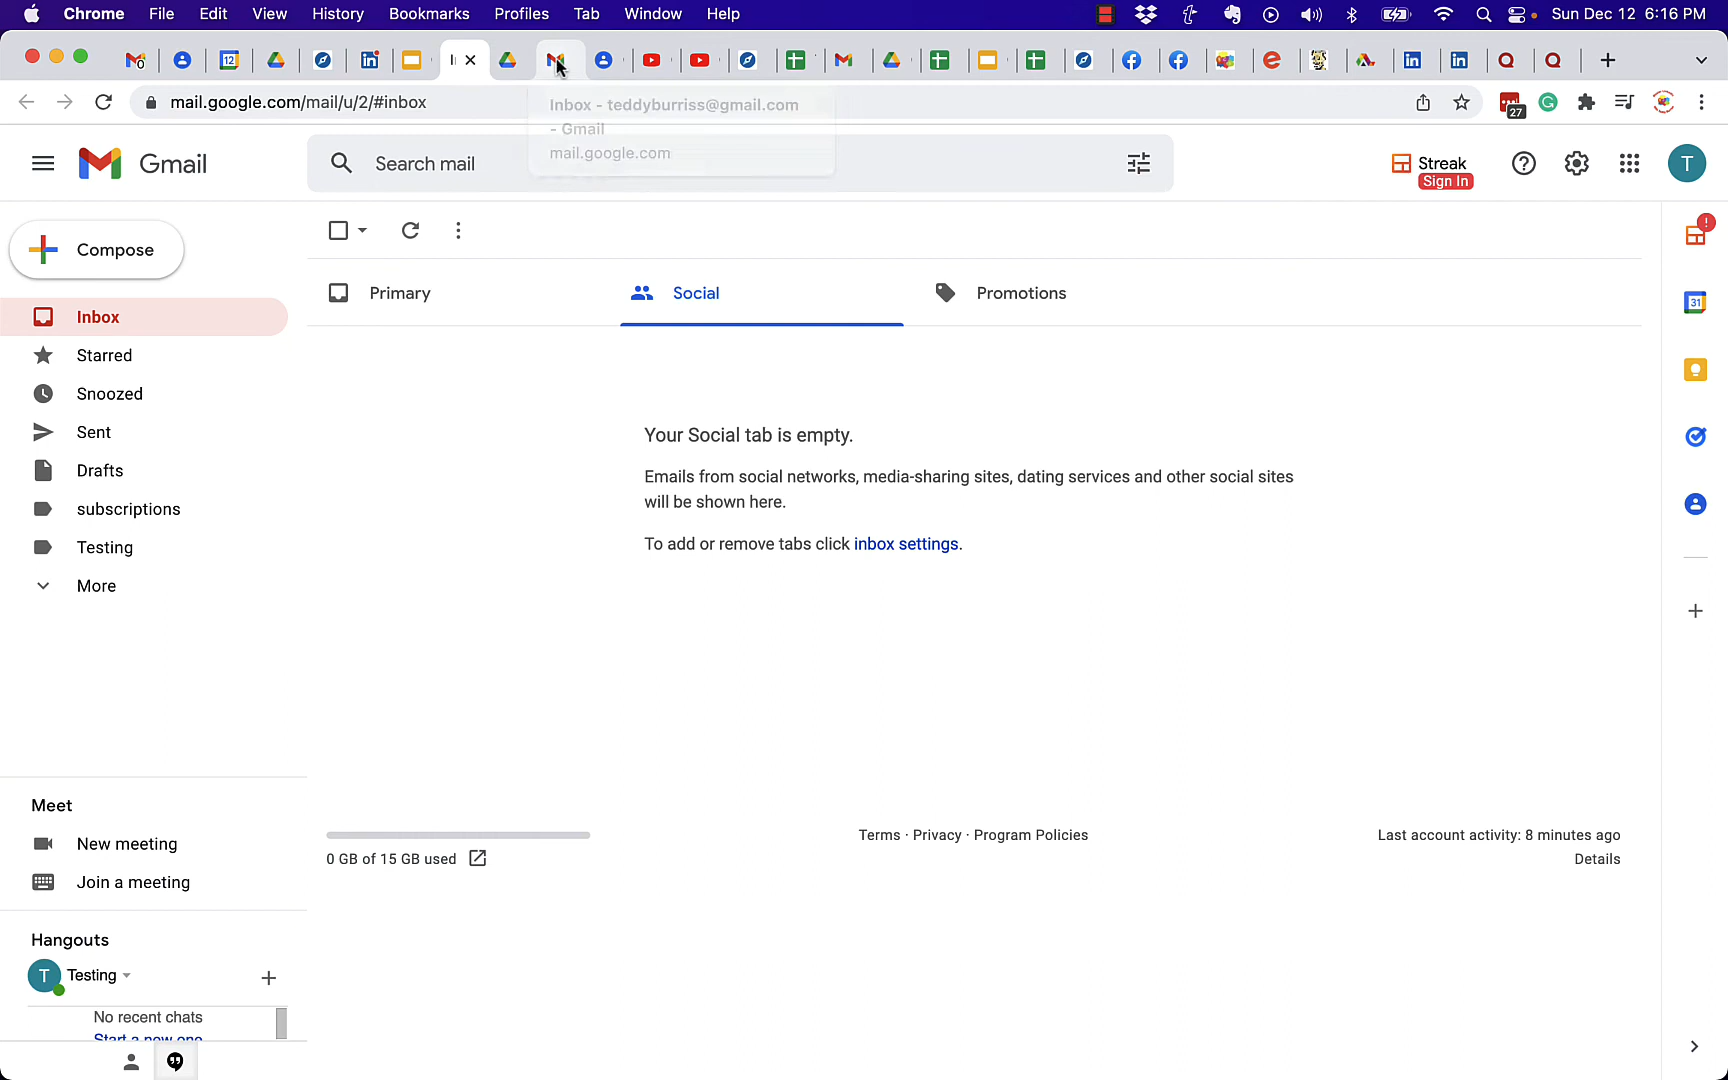 Chrome File Edit View History Bookmarks Profiles Tab Window Help Sun Dec 12 6:16 PM
mail.google.com/mail/u/2/#inbox 27
Inbox - teddyburriss@gmail.com
- Gmail
mail.google.com
Gmail
Search mail
Streak
Sign In
T
Compose
Primary
Social
Promotions
Inbox
Starred
Snoozed
Sent
Drafts
subscriptions
Testing
More
Your Social tab is empty.
Emails from social networks, media-sharing sites, dating services and other social sites
will be shown here.
To add or remove tabs click inbox settings.
Meet
New meeting
Join a meeting
0 GB of 15 GB used
Terms · Privacy · Program Policies
Last account activity: 8 minutes ago
Details
Hangouts
T Testing
No recent chats
Start a new one